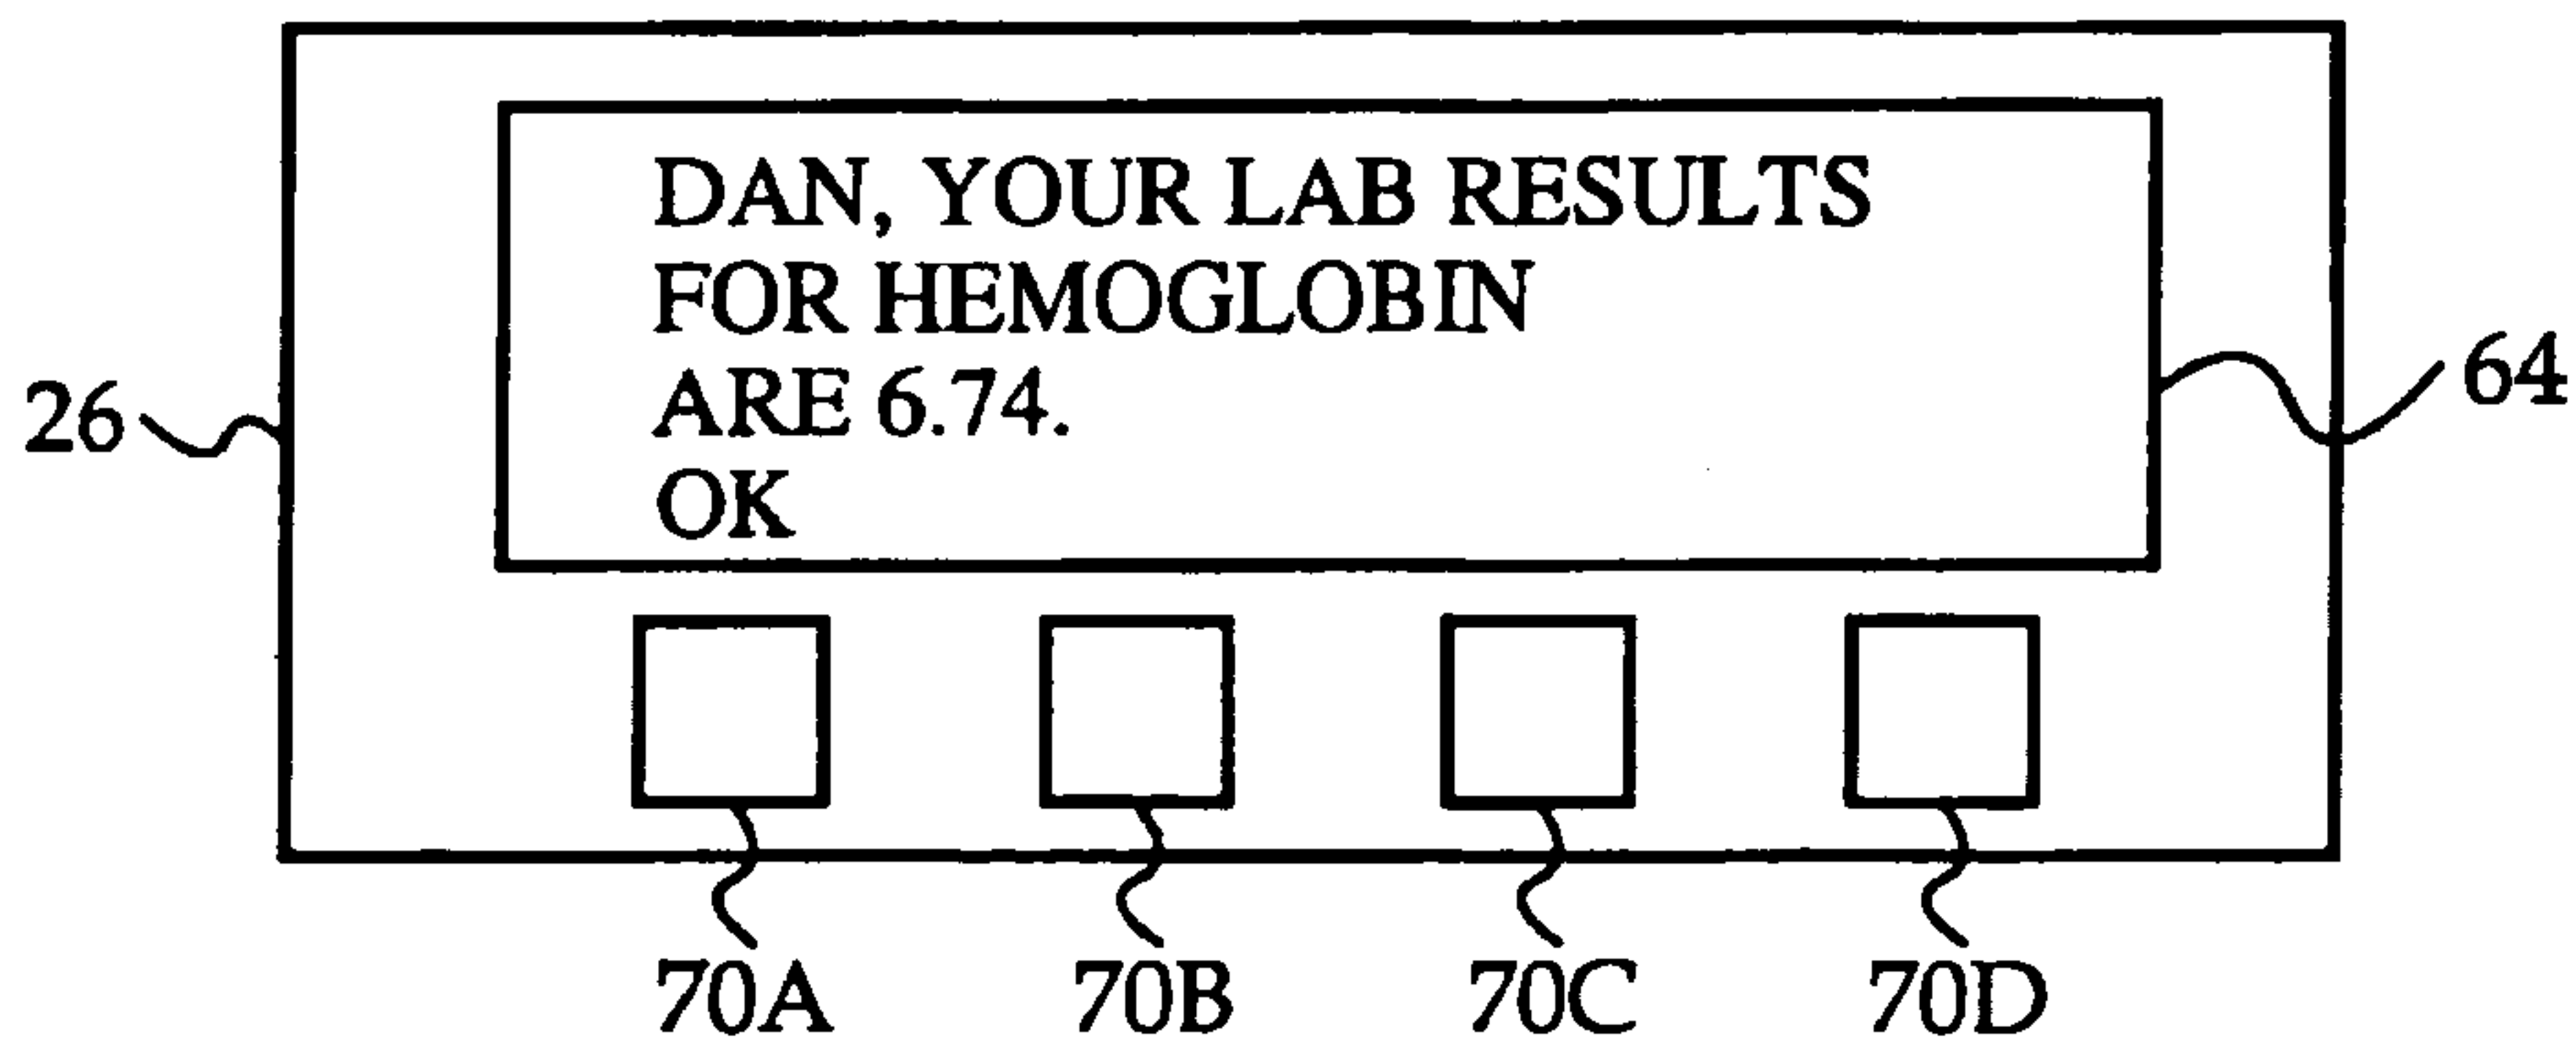 DAN, YOUR LAB RESULTS
FOR HEMOGLOBIN
ARE 6.74.
OK
26
64
70A 70B 70C 70D